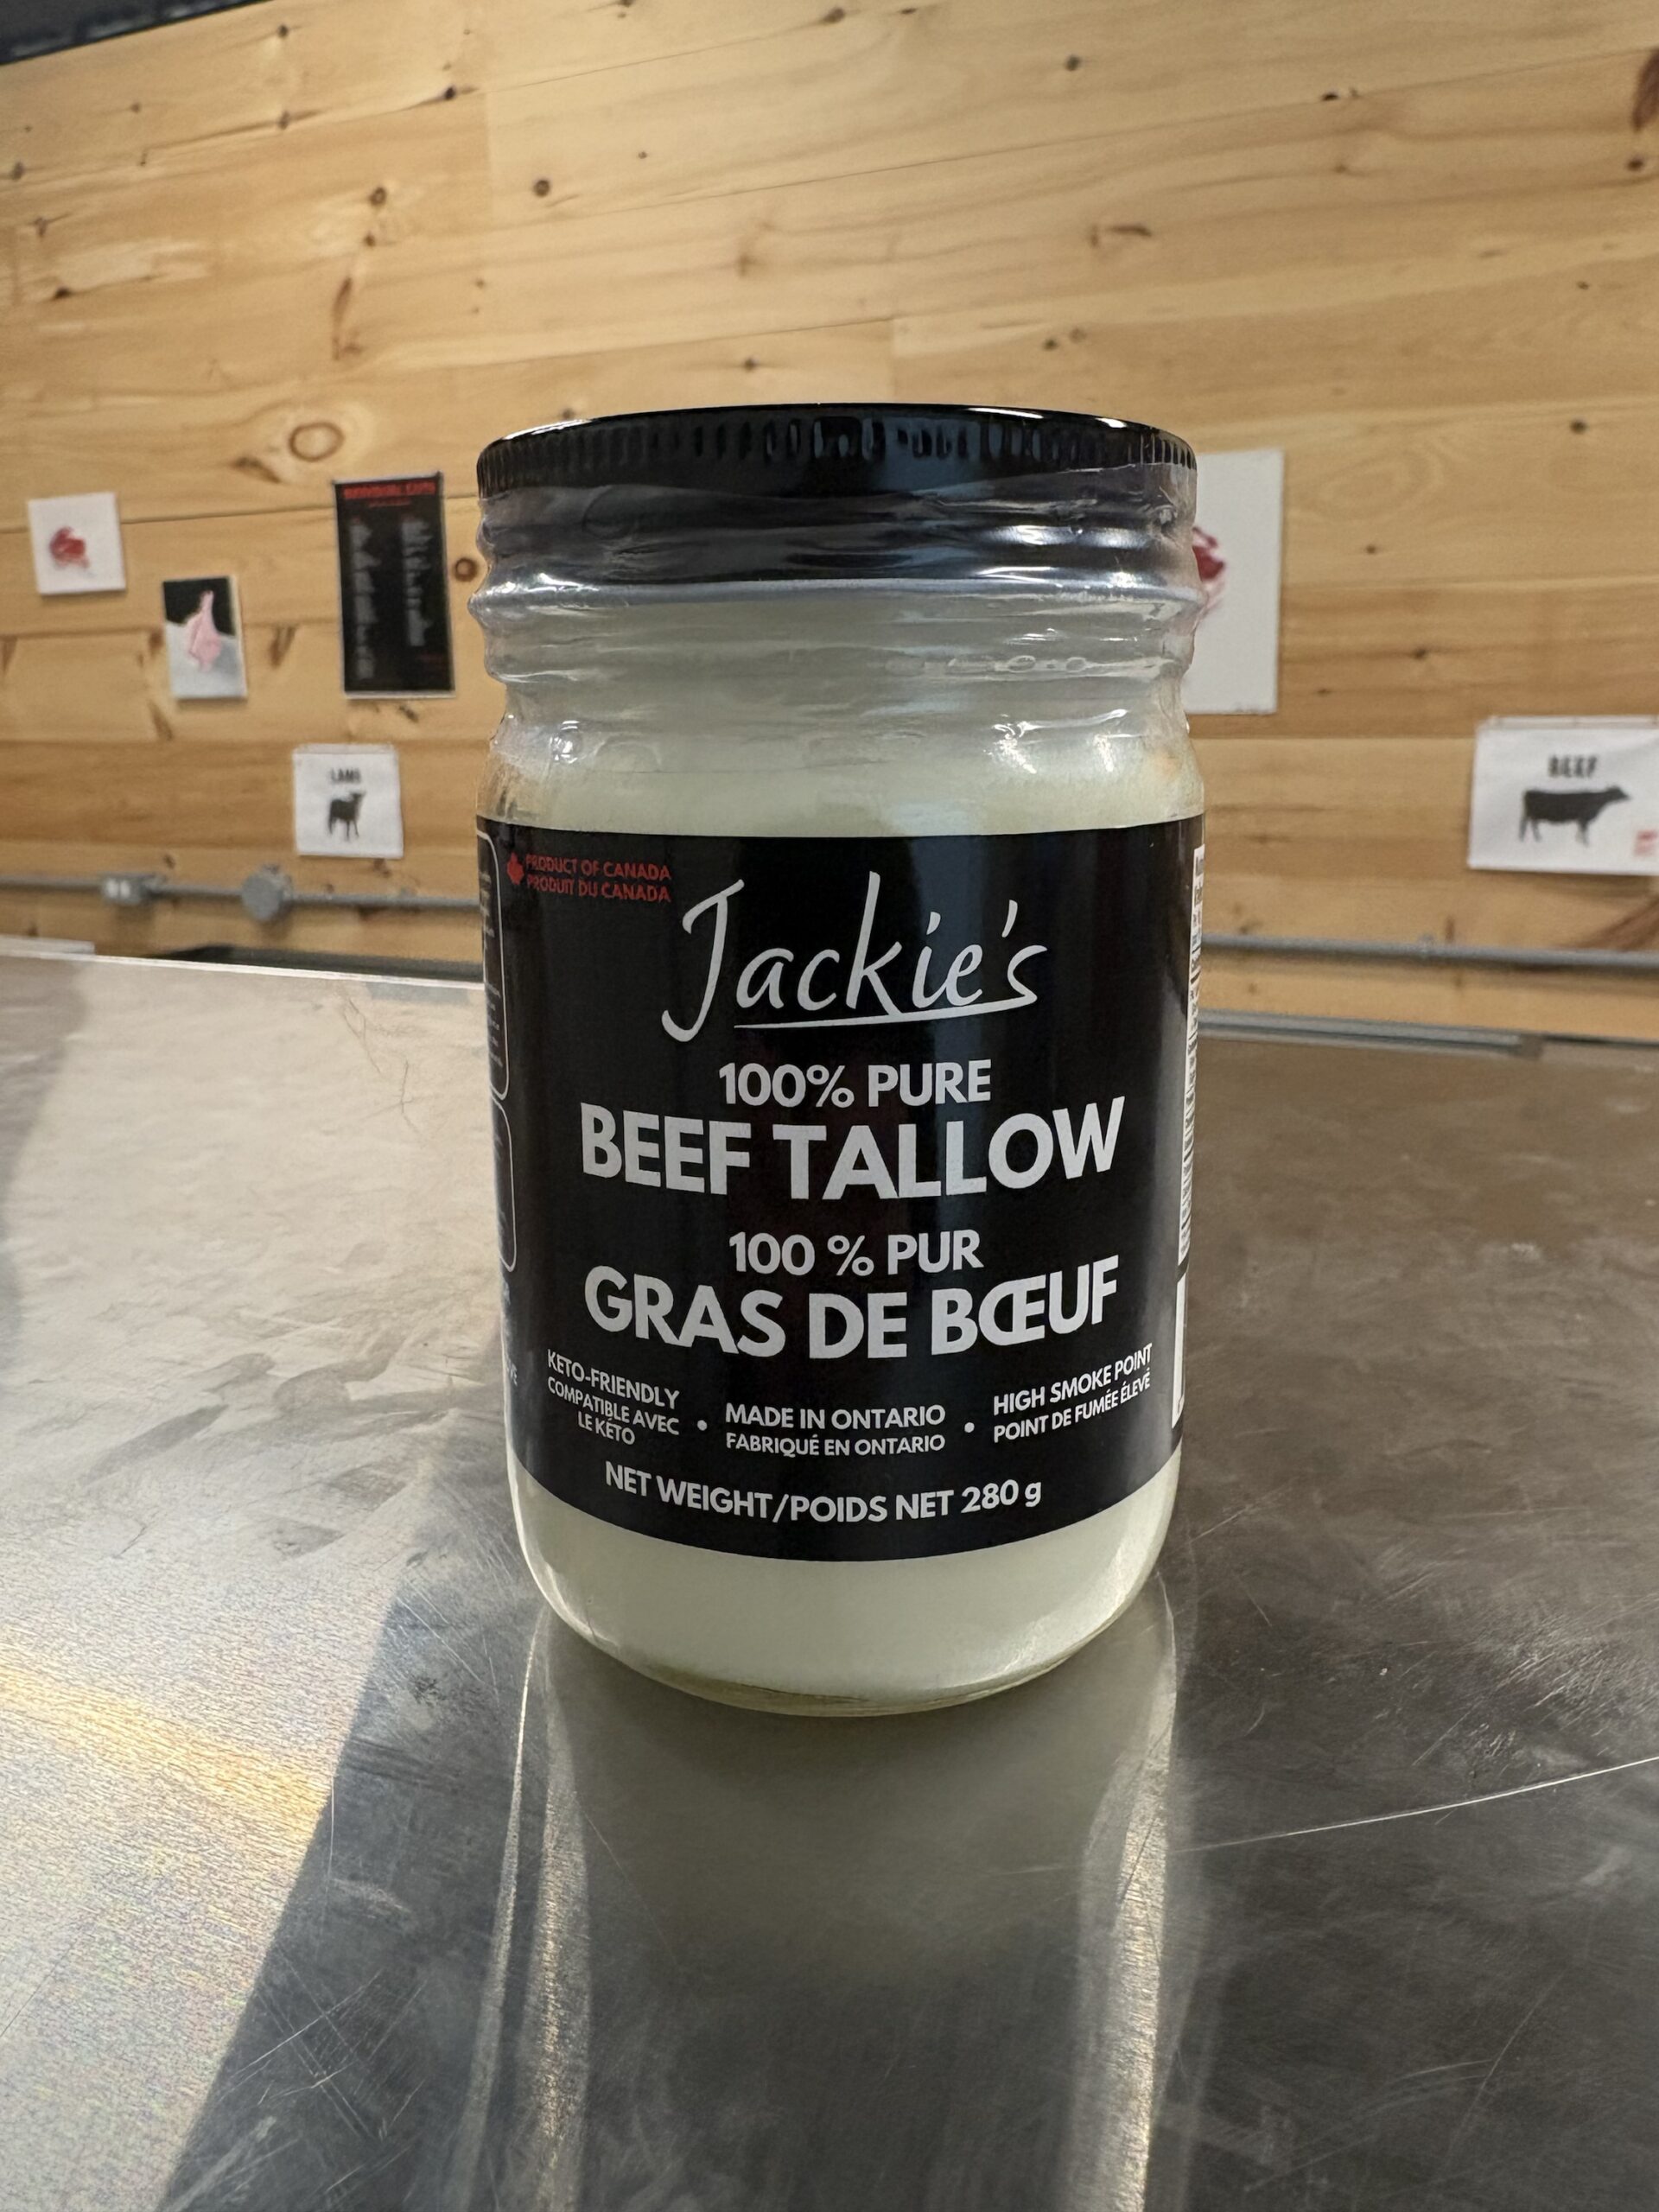 LAMB
BEEF
PRODUCT OF CANADA
PRODUIT DU CANADA
Jackie's
100% PURE
BEEF TALLOW
100 % PUR
GRAS DE BŒUF
KETO-FRIENDLY
COMPATIBLE AVEC
LE KÉTO
•
MADE IN ONTARIO
FABRIQUÉ EN ONTARIO
•
HIGH SMOKE POINT
POINT DE FUMÉE ÉLEVÉ
NET WEIGHT/POIDS NET 280 g